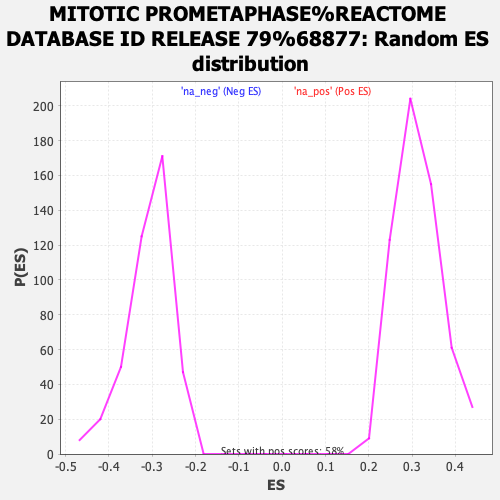 MITOTIC PROMETAPHASE%REACTOME
DATABASE ID RELEASE 79%68877: Random ES
distribution
'na_neg' (Neg ES) 'na_pos' (Pos ES)
200
180
160
140
120
100
80
60
40
20
0
P(ES)
Sets with pos scores: 58%
-0.5 -0.4 -0.3 -0.2 -0.1 0.0 0.1 0.2 0.3 0.4
ES